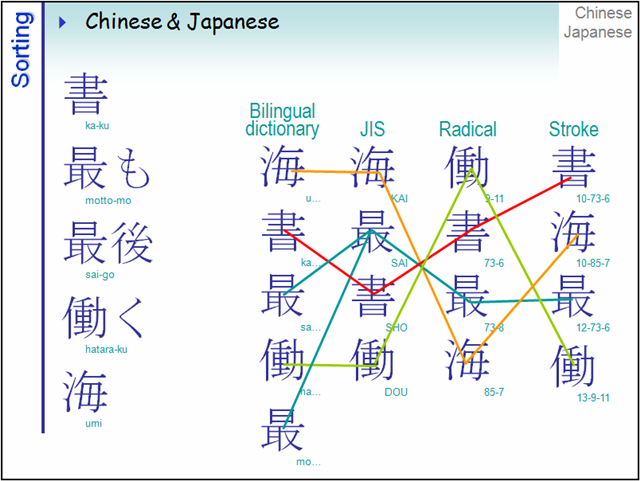 Sorting
Chinese & Japanese
Chinese
Japanese
書
ka-ku
最も
motto-mo
最後
sai-go
働く
hatara-ku
海
umi
Bilingual
dictionary
海
u...
書
ka...
最
sa...
働
ha...
最
mo...
JIS
海
KAI
最
SAI
書
SHO
働
DOU
Radical
働
9-11
書
73-6
最
73-8
海
85-7
Stroke
書
10-73-6
海
10-85-7
最
12-73-6
働
13-9-11